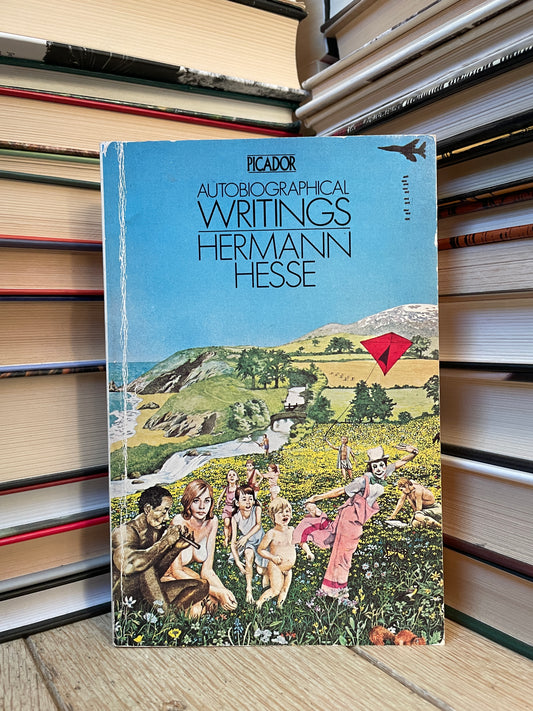 PICADOR
AUTOBIOGRAPHICAL
WRITINGS
HERMANN
HESSE